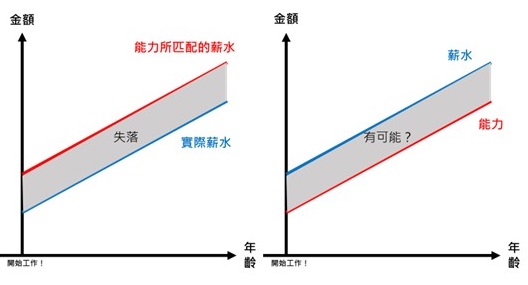 金額
能力所匹配的薪水
失落
實際薪水
年齡
開始工作！
金額
薪水
有可能？
能力
年齡
開始工作！